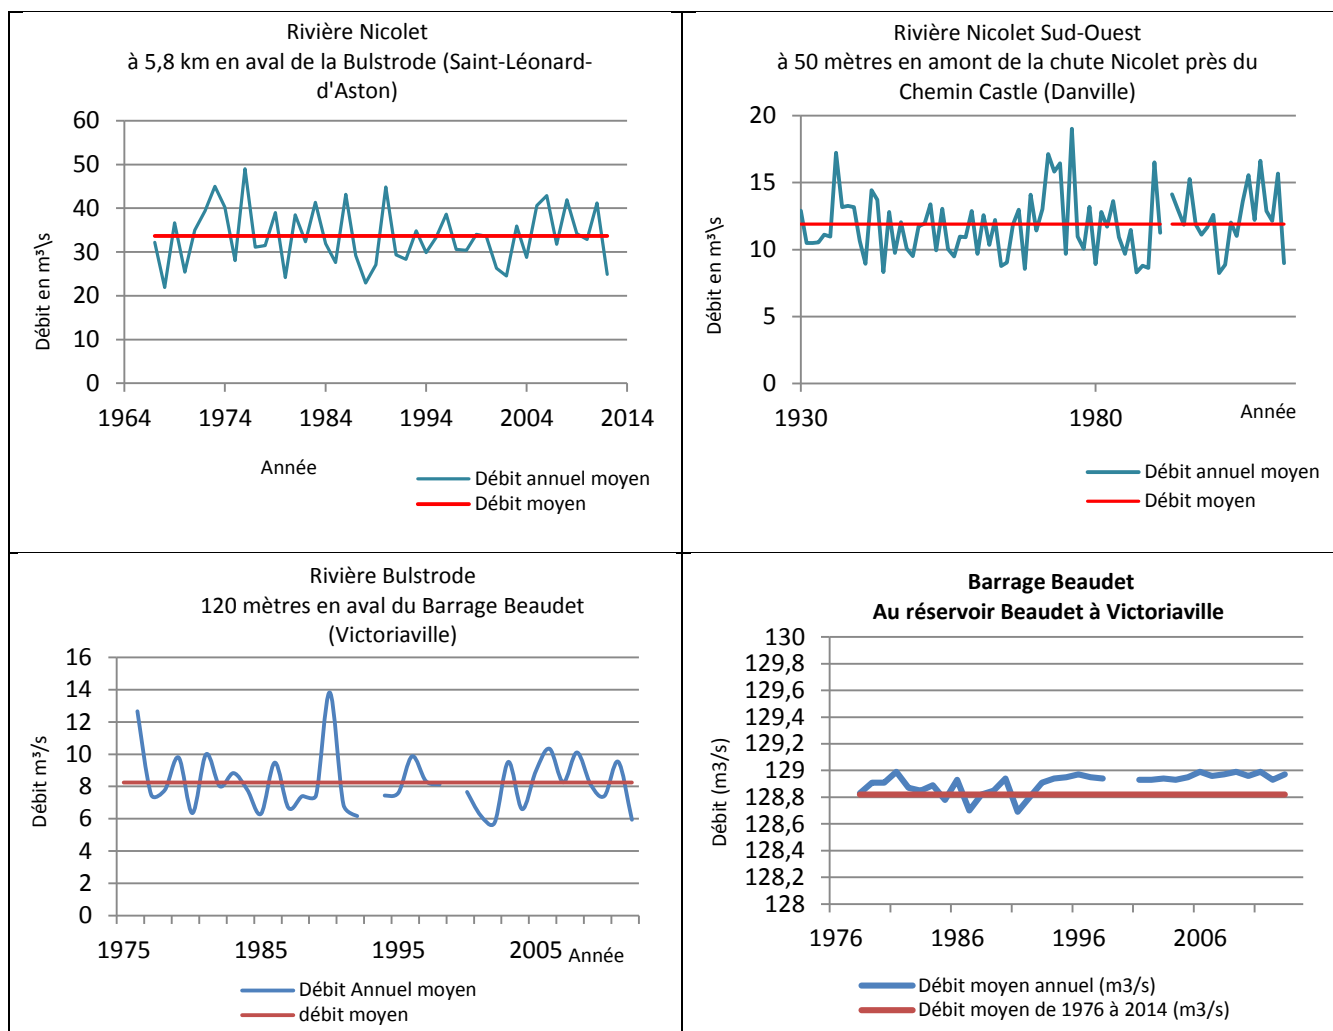 Rivière Nicolet
à 5,8 km en aval de la Bulstrode (Saint-Léonard-
d'Aston)
60
50
40
30
20
10
0
Débit en m³\s
1964
1974
1984
1994
2004
2014
Année
Débit annuel moyen
Débit moyen
Rivière Nicolet Sud-Ouest
à 50 mètres en amont de la chute Nicolet près du
Chemin Castle (Danville)
20
15
10
5
0
Débit en m³\s
1930
1980
Année
Débit annuel moyen
Débit moyen
Rivière Bulstrode
120 mètres en aval du Barrage Beaudet
(Victoriaville)
16
14
12
10
8
6
4
2
0
Débit m³/s
1975
1985
1995
2005
Année
Débit Annuel moyen
débit moyen
Barrage Beaudet
Au réservoir Beaudet à Victoriaville
130
129,8
129,6
129,4
129,2
129
128,8
128,6
128,4
128,2
128
Débit (m3/s)
1976
1986
1996
2006
Débit moyen annuel (m3/s)
Débit moyen de 1976 à 2014 (m3/s)